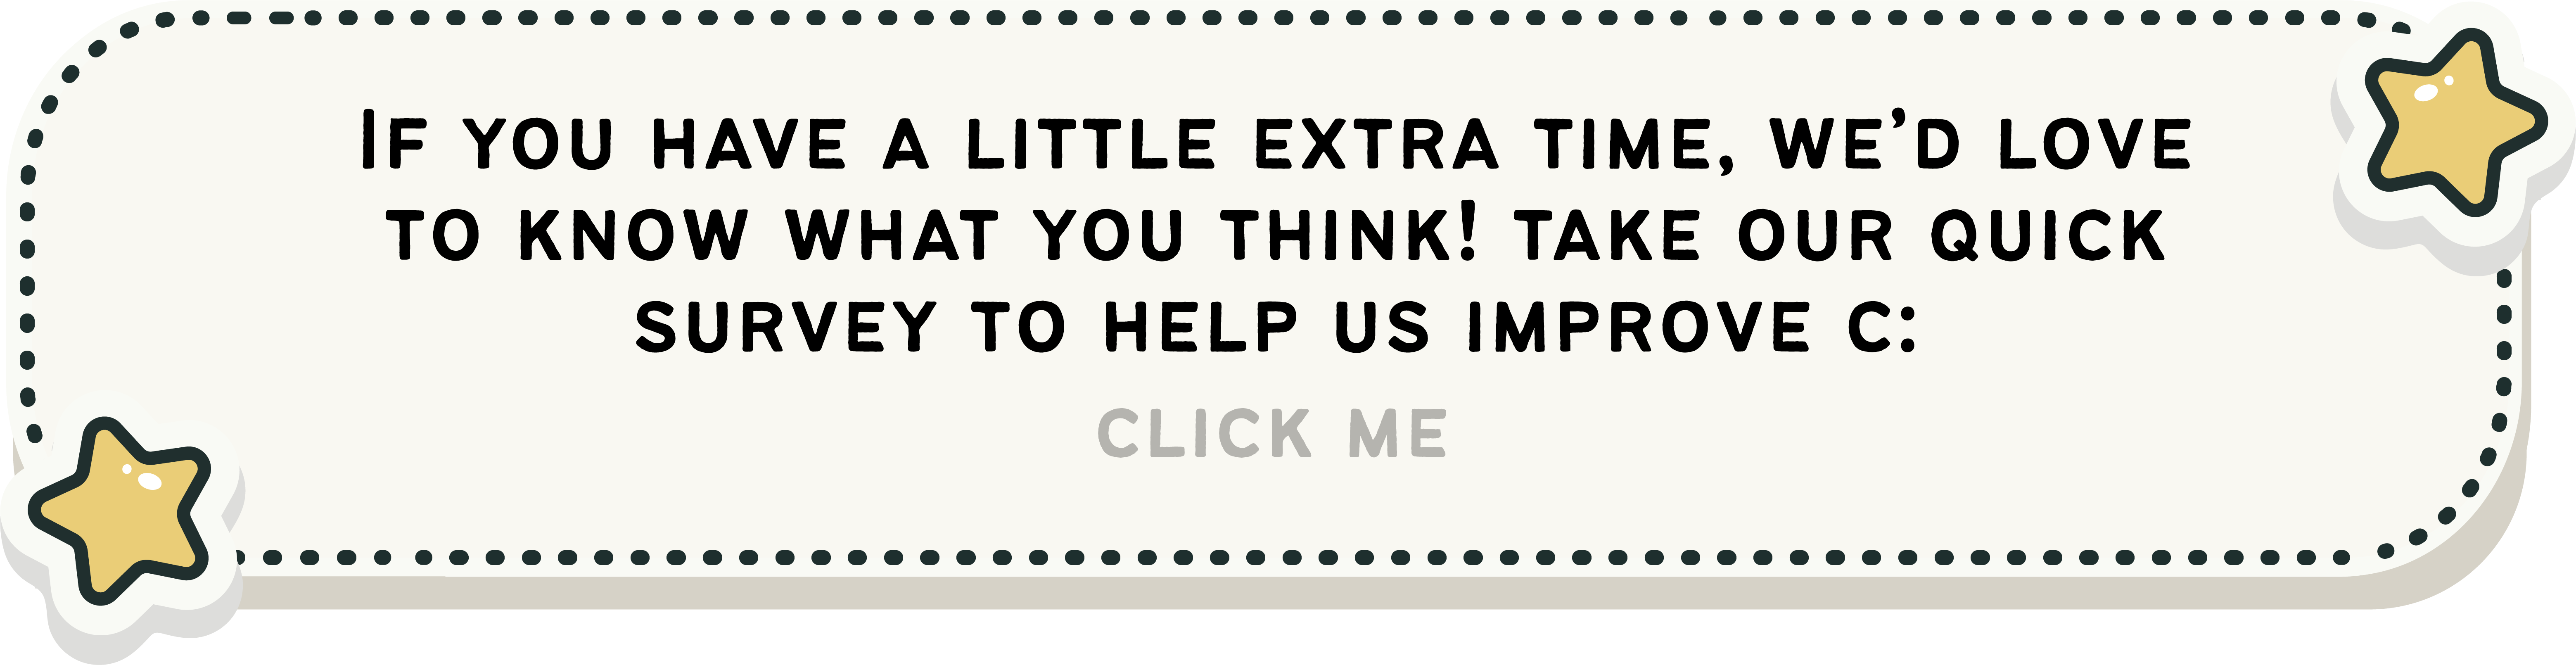 If you have a little extra time, we’d love
to know what you think! Take our quick
survey to help us improve c:
click me